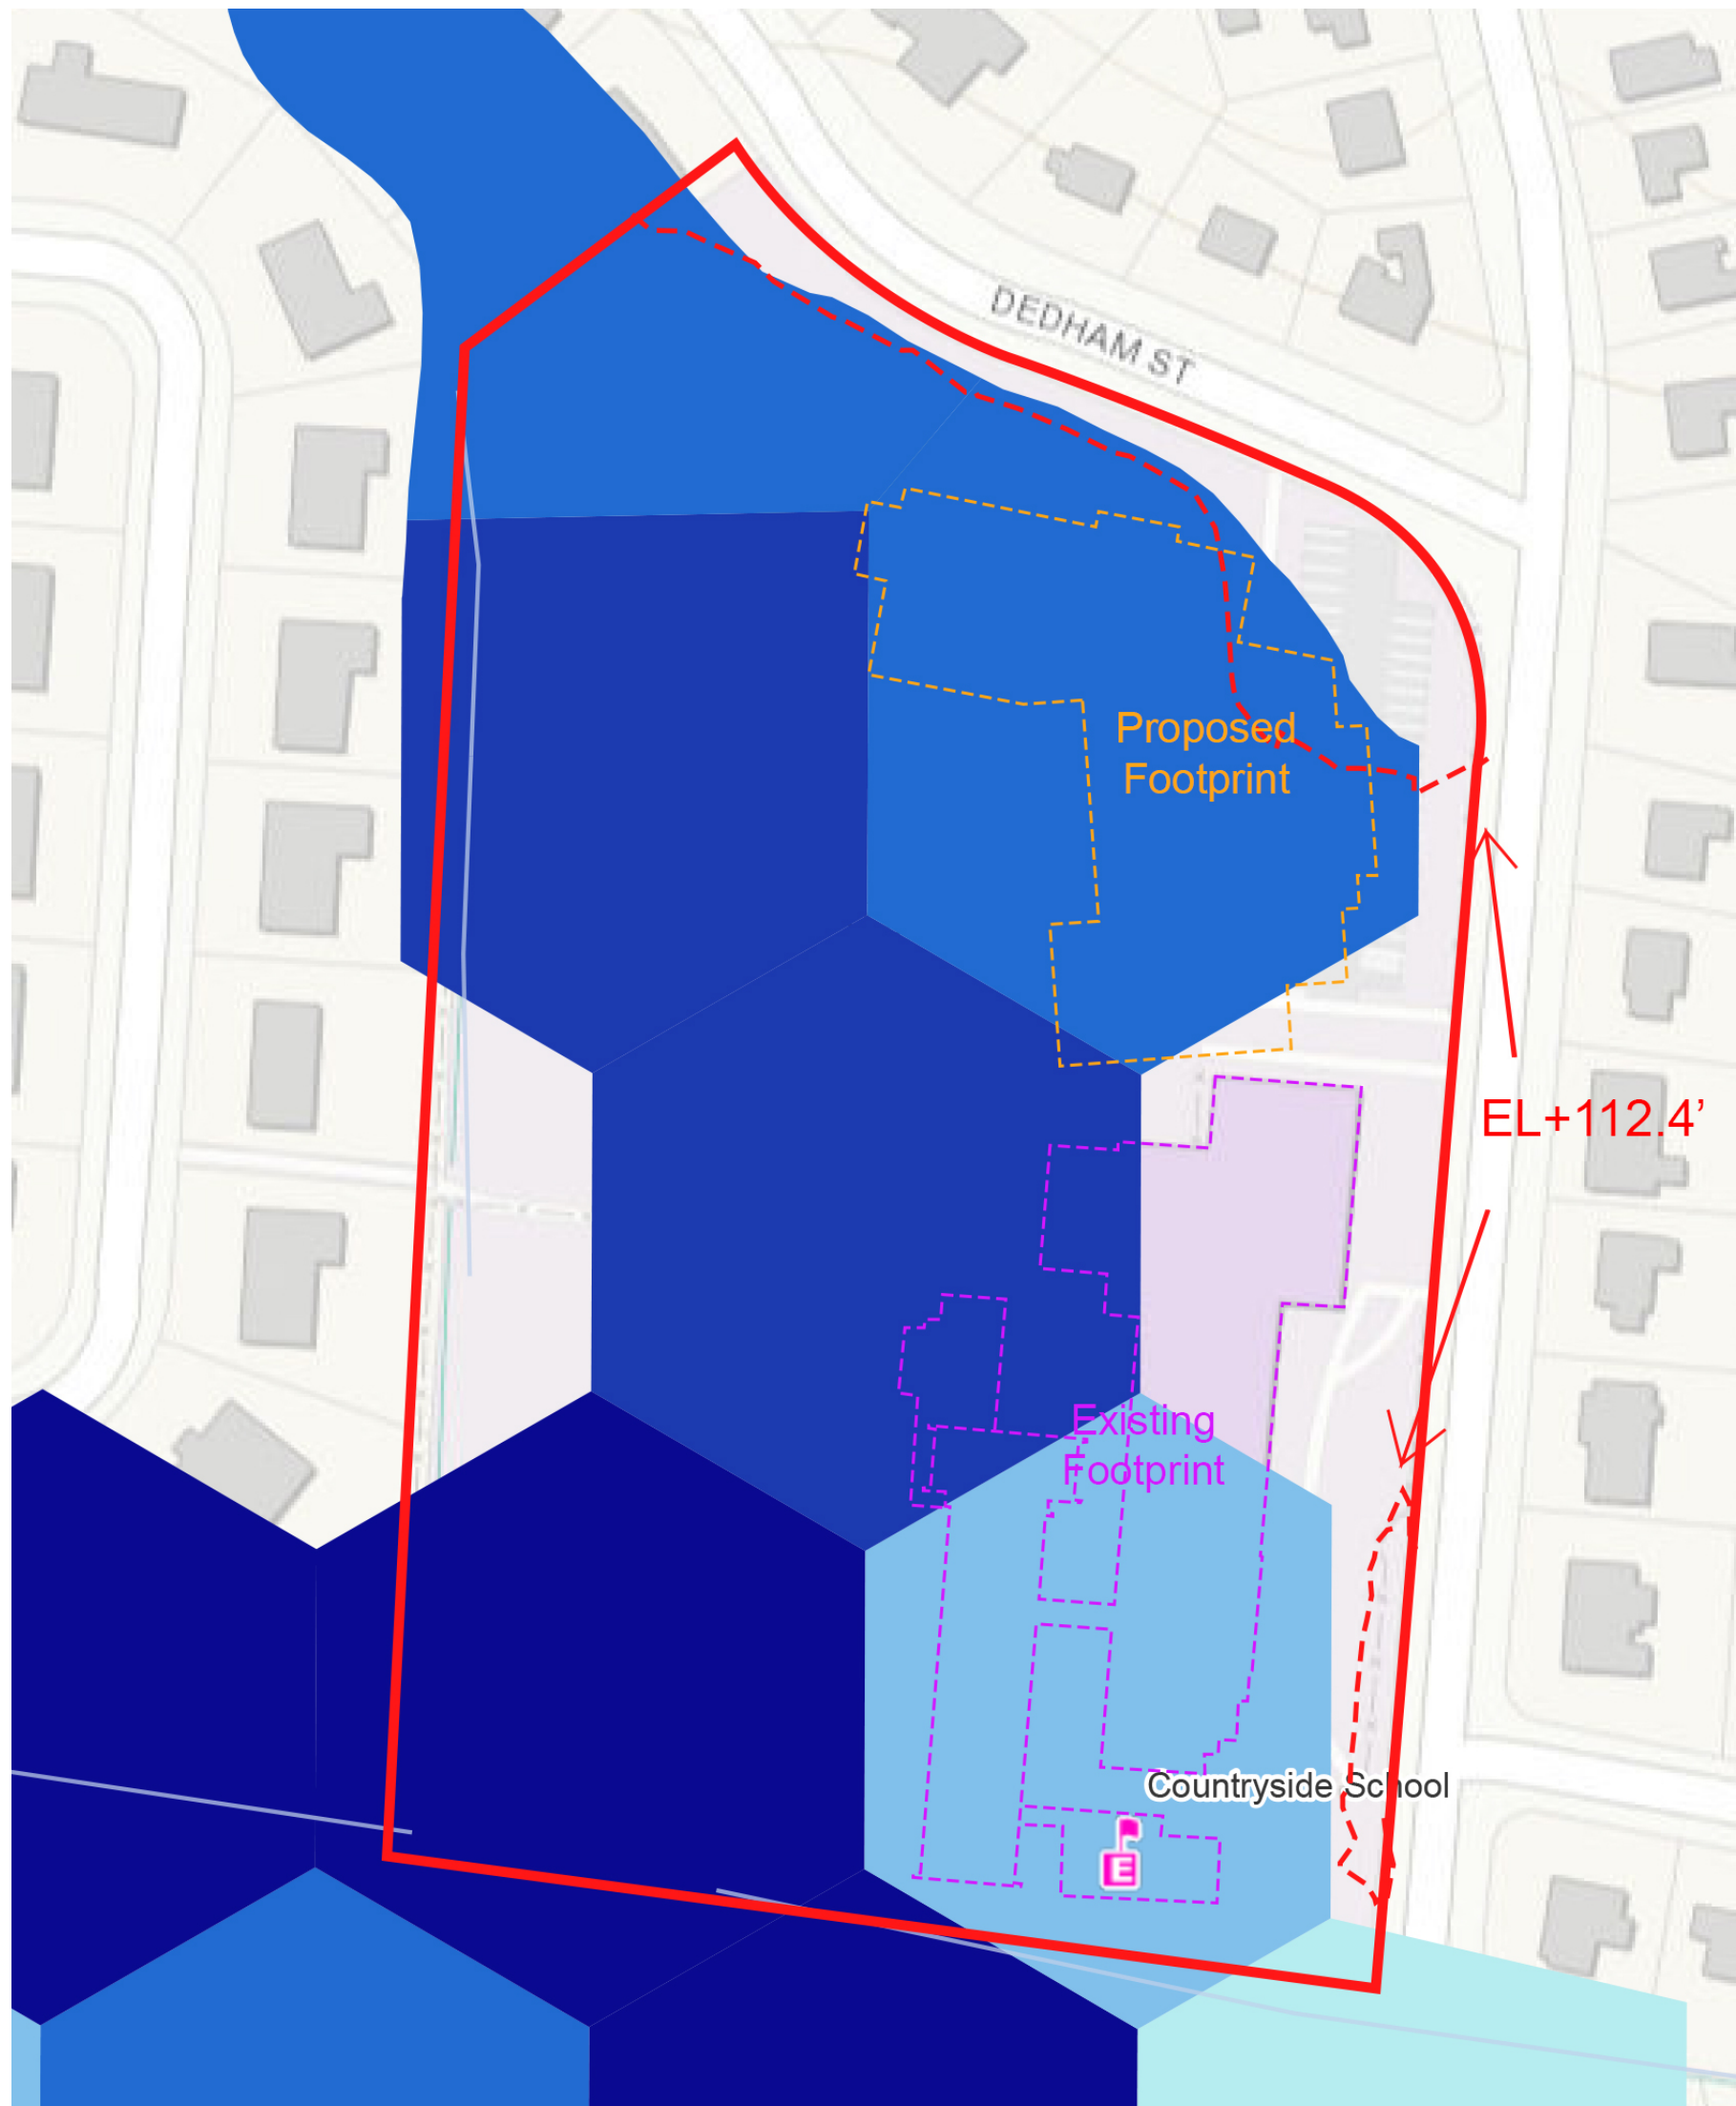 DEDHAM ST
Proposed
Footprint
EL+112.4’
Existing
Footprint
Countryside School
E